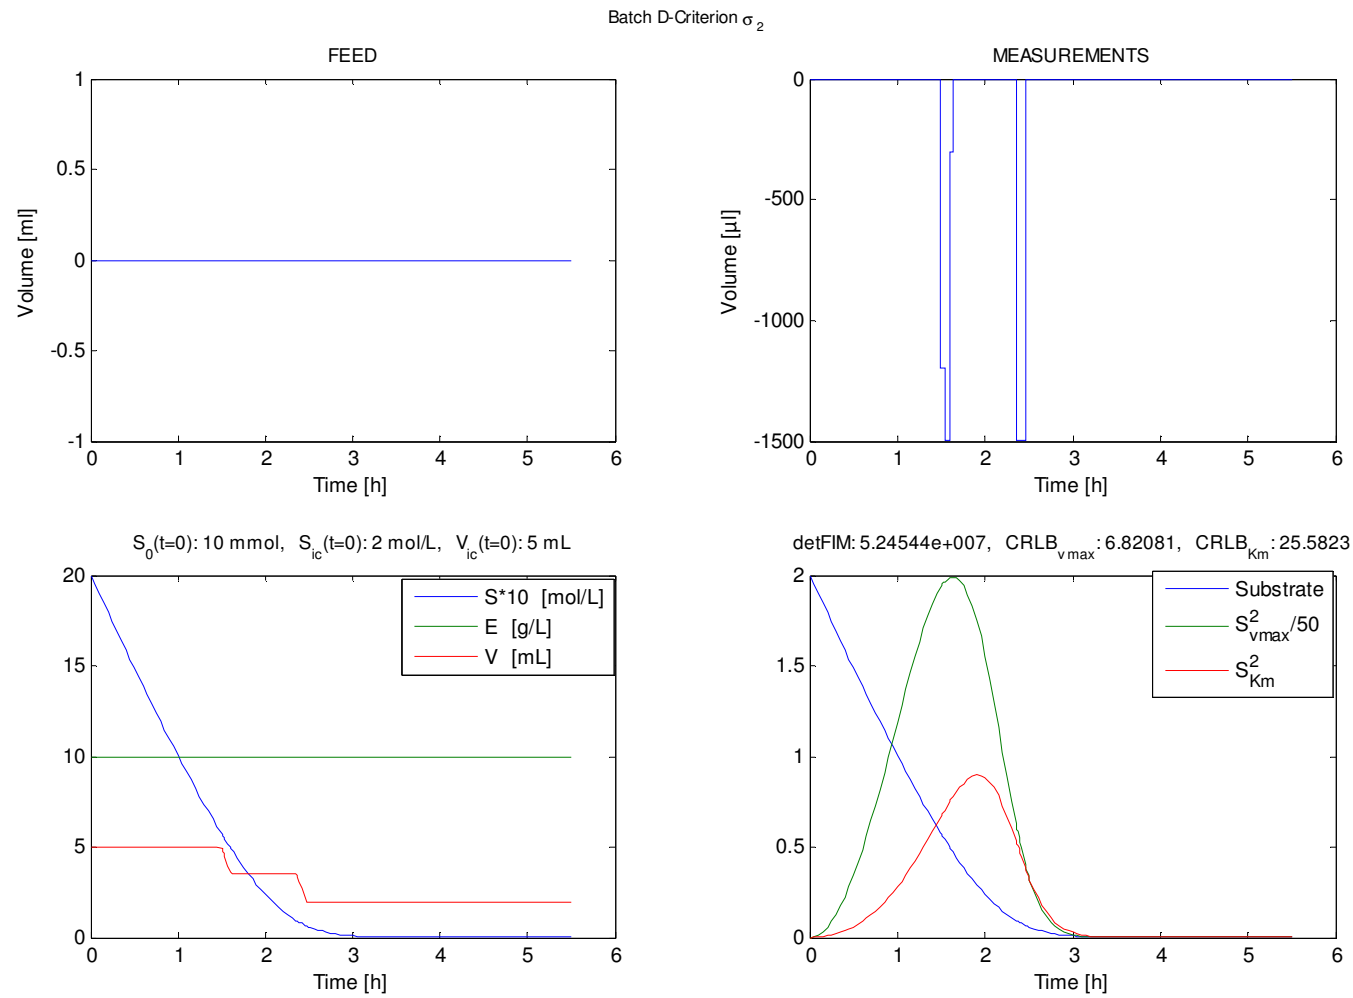 Batch D-Criterion σ2
FEED
1
0.5
0
-0.5
-1
Volume [ml]
0 1 2 3 4 5 6
Time [h]
MEASUREMENTS
0
-500
-1000
-1500
Volume [µl]
0 1 2 3 4 5 6
Time [h]
S0(t=0): 10 mmol, Sic(t=0): 2 mol/L, Vic(t=0): 5 mL
20
15
10
5
0
S*10 [mol/L]
E [g/L]
V [mL]
0 1 2 3 4 5 6
Time [h]
detFIM: 5.24544e+007, CRLBvmax: 6.82081, CRLBKm: 25.5823
2
1.5
1
0.5
0
Substrate
S2vmax/50
S2Km
0 1 2 3 4 5 6
Time [h]